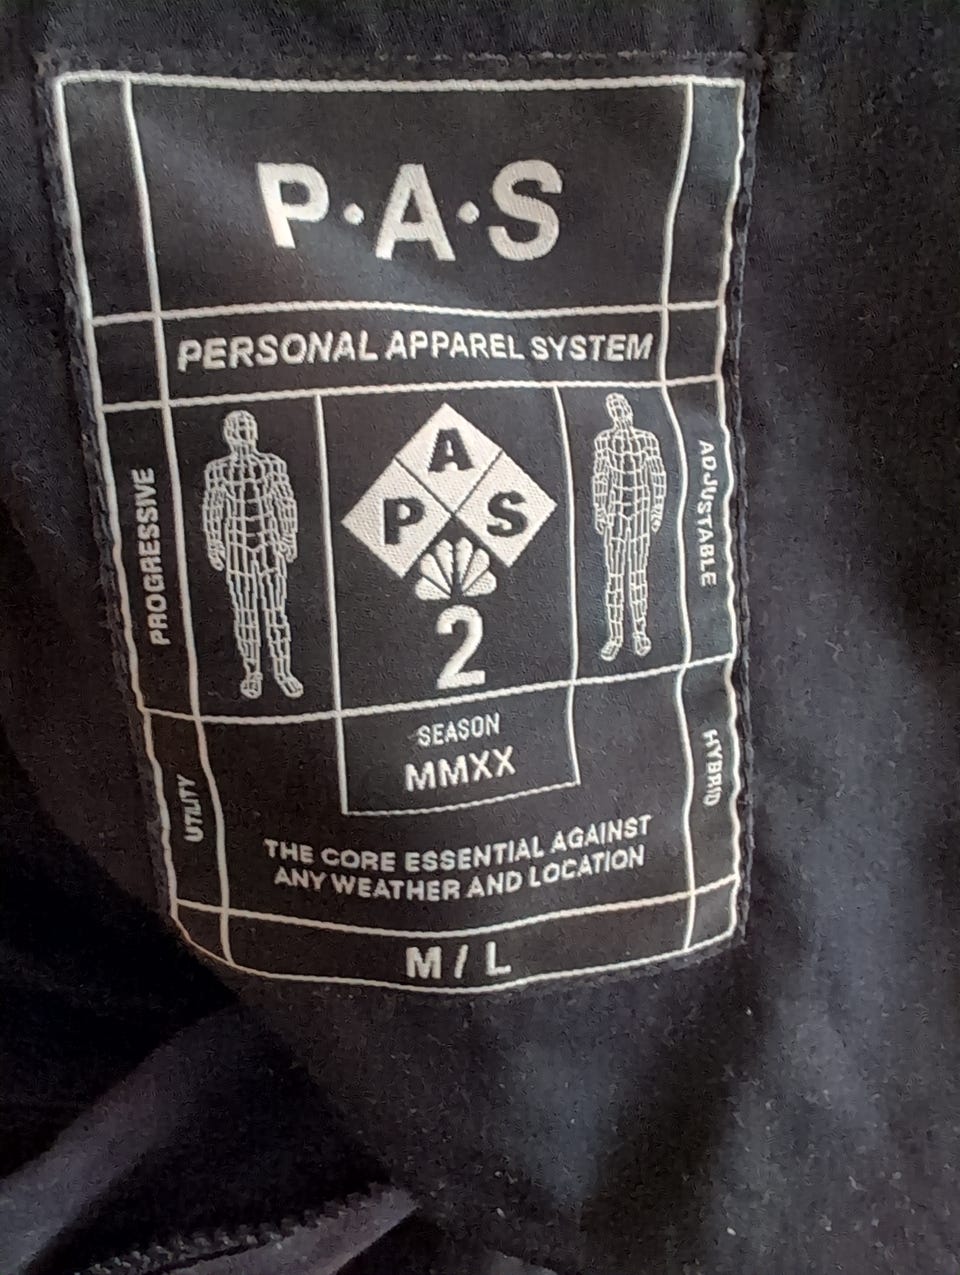 P·A·S
PERSONAL APPAREL SYSTEM
PROGRESSIVE
A
P S
2
ADJUSTABLE
SEASON
MMXX
UTILITY
HYBRID
THE CORE ESSENTIAL AGAINST
ANY WEATHER AND LOCATION
M / L